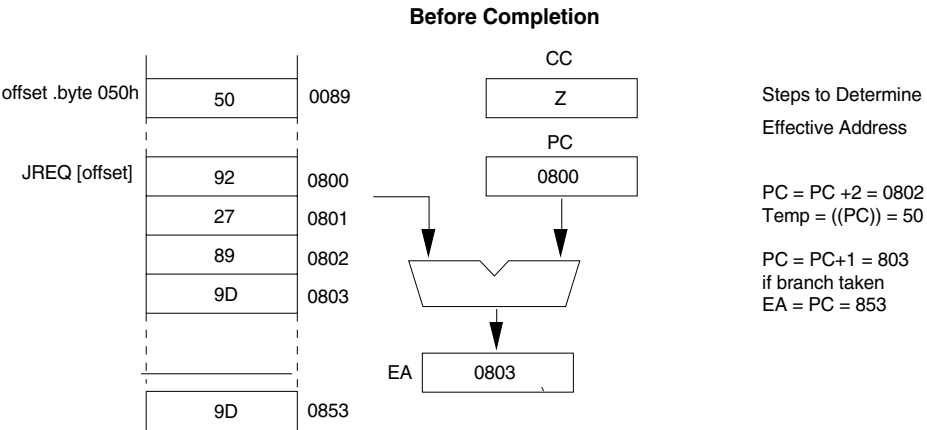 Before Completion
CC
offset .byte 050h
50
0089
Z
Steps to Determine
Effective Address
PC
JREQ [offset]
92
0800
0800
PC = PC +2 = 0802
27
0801
Temp = ((PC)) = 50
89
0802
PC = PC+1 = 803
if branch taken
9D
0803
EA = PC = 853
EA
0803
9D
0853